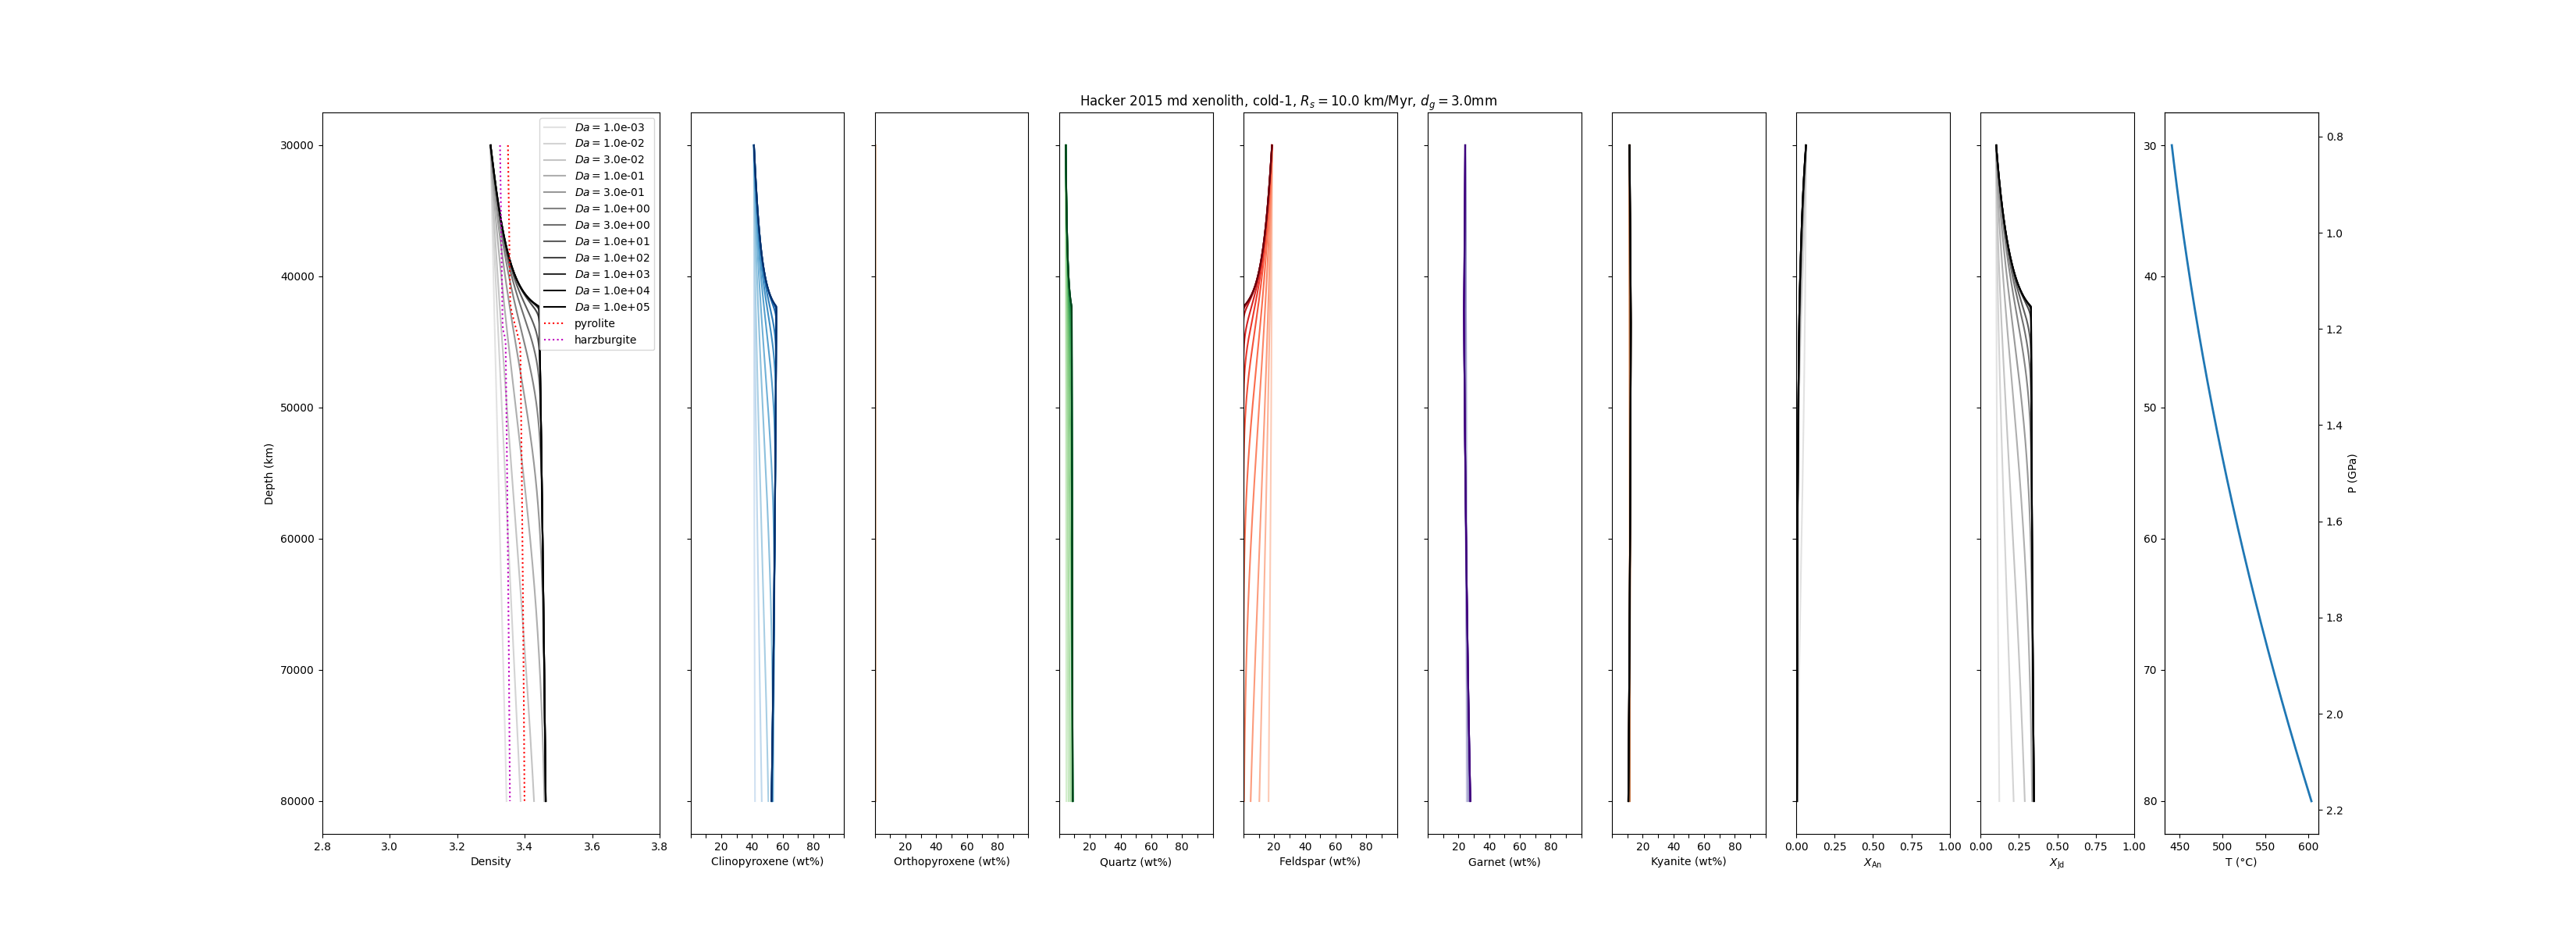 Hacker 2015 md xenolith, cold-1, R_s = 10.0 km/Myr, d_g = 3.0mm
Da = 1.0e-03
Da = 1.0e-02
Da = 3.0e-02
Da = 1.0e-01
Da = 3.0e-01
Da = 1.0e+00
Da = 3.0e+00
Da = 1.0e+01
Da = 1.0e+02
Da = 1.0e+03
Da = 1.0e+04
Da = 1.0e+05
pyrolite
harzburgite
30000
40000
50000
60000
70000
80000
Depth (km)
2.8 3.0 3.2 3.4 3.6 3.8
Density
20 40 60 80
Clinopyroxene (wt%)
20 40 60 80
Orthopyroxene (wt%)
20 40 60 80
Quartz (wt%)
20 40 60 80
Feldspar (wt%)
20 40 60 80
Garnet (wt%)
20 40 60 80
Kyanite (wt%)
0.00 0.25 0.50 0.75 1.00
X_An
0.00 0.25 0.50 0.75 1.00
X_Jd
30
40
50
60
70
80
450 500 550 600
T (°C)
0.8
1.0
1.2
1.4
1.6
1.8
2.0
2.2
P (GPa)